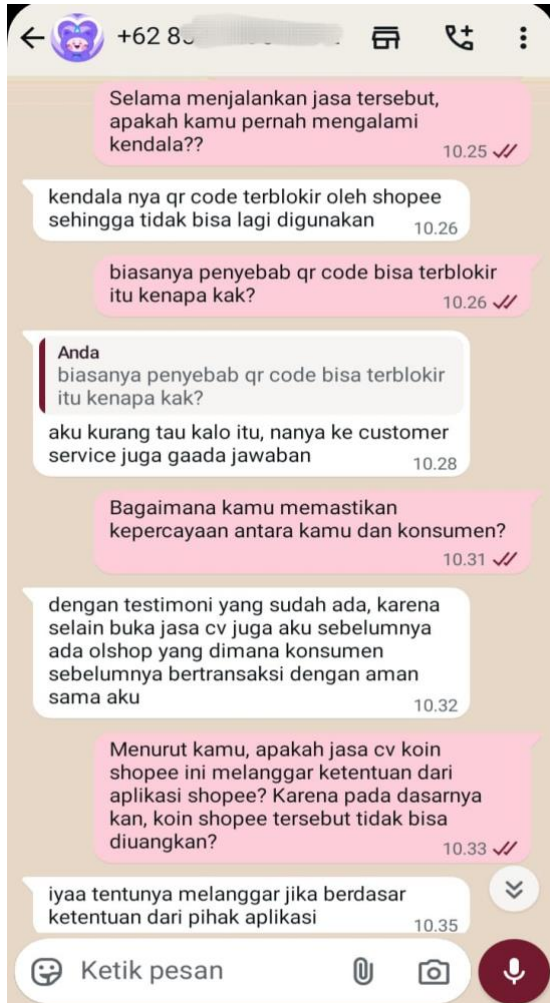 +62 8
Selama menjalankan jasa tersebut,
apakah kamu pernah mengalami
kendala??
10.25
kendala nya qr code terblokir oleh shopee
sehingga tidak bisa lagi digunakan
10.26
biasanya penyebab qr code bisa terblokir
itu kenapa kak?
10.26
Anda
biasanya penyebab qr code bisa terblokir
itu kenapa kak?
aku kurang tau kalo itu, nanya ke customer
service juga gaada jawaban
10.28
Bagaimana kamu memastikan
kepercayaan antara kamu dan konsumen?
10.31
dengan testimoni yang sudah ada, karena
selain buka jasa cv juga aku sebelumnya
ada olshop yang dimana konsumen
sebelumnya bertransaksi dengan aman
sama aku
10.32
Menurut kamu, apakah jasa cv koin
shopee ini melanggar ketentuan dari
aplikasi shopee? Karena pada dasarnya
kan, koin shopee tersebut tidak bisa
diuangkan?
10.33
iyaa tentunya melanggar jika berdasar
ketentuan dari pihak aplikasi
10.35
Ketik pesan